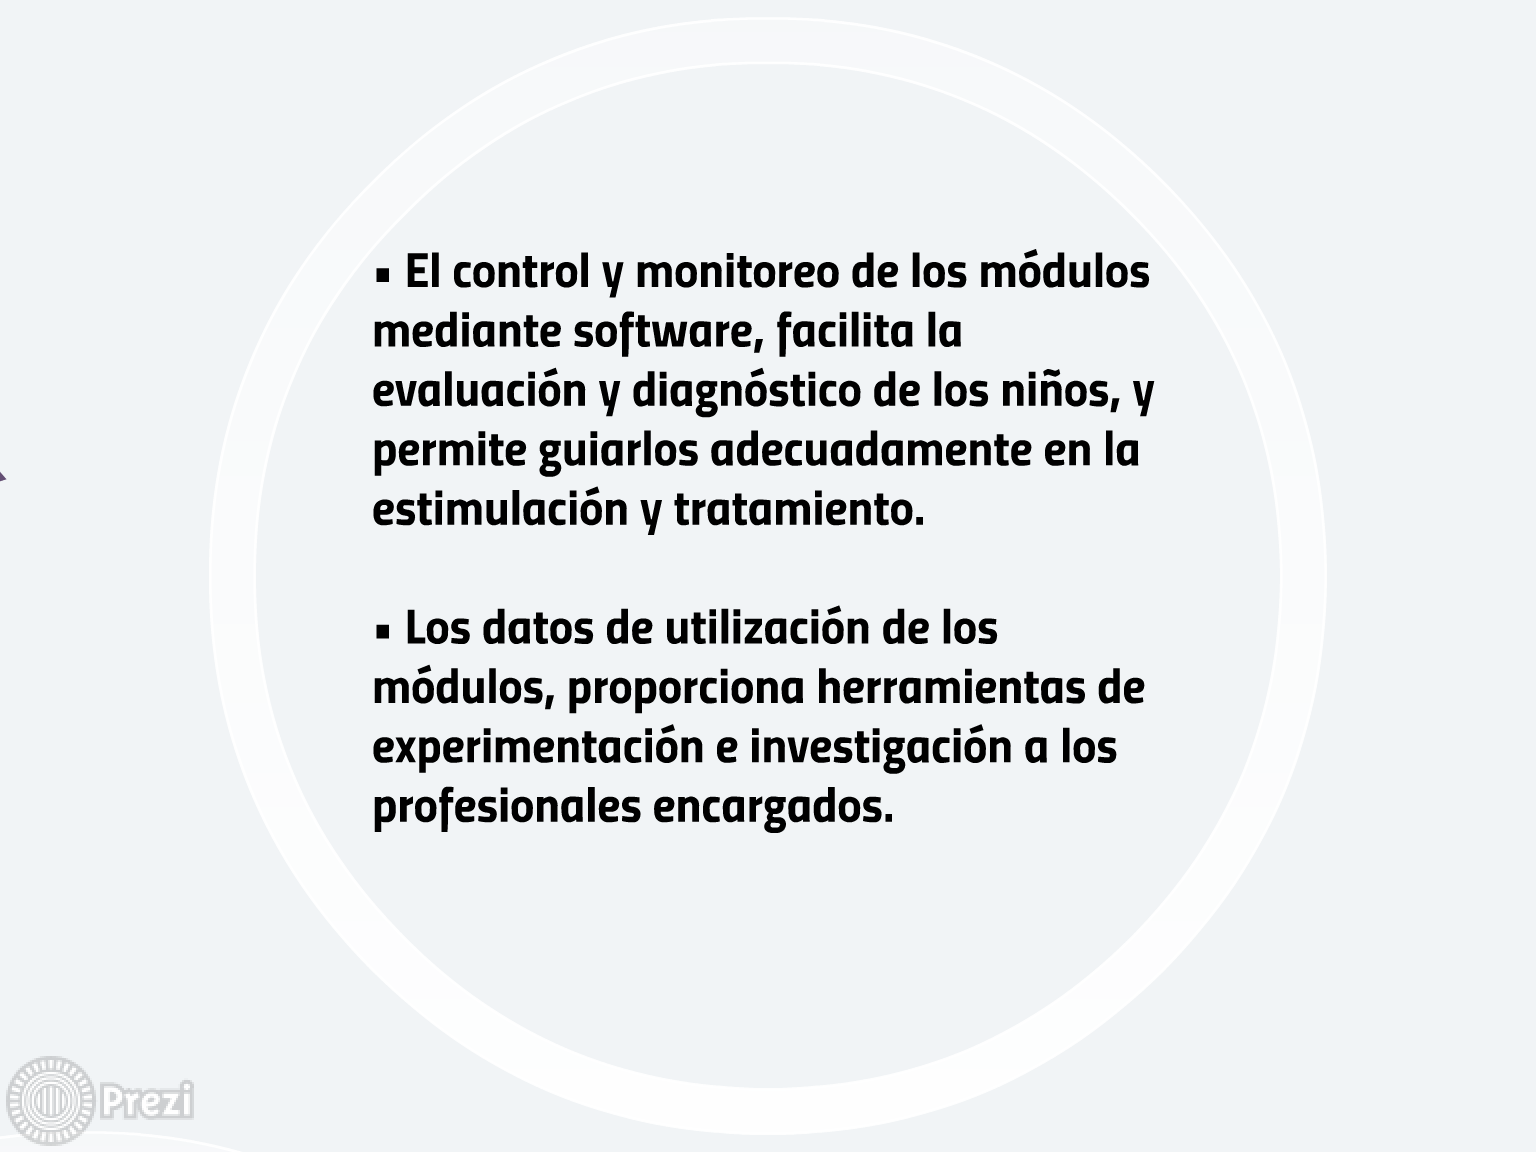 ▪ El control y monitoreo de los módulos
mediante software, facilita la
evaluación y diagnóstico de los niños, y
permite guiarlos adecuadamente en la
estimulación y tratamiento.
▪ Los datos de utilización de los
módulos, proporciona herramientas de
experimentación e investigación a los
profesionales encargados.
Prezi